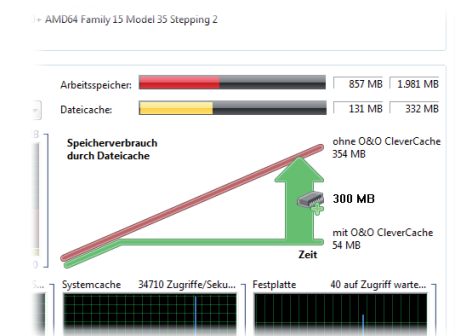 + AMD64 Family 15 Model 35 Stepping 2
Arbeitsspeicher: 857 MB 1.981 MB
Dateicache: 131 MB 332 MB
Speicherverbrauch
durch Dateicache
ohne O&O CleverCache
354 MB
300 MB
mit O&O CleverCache
54 MB
Zeit
S... Systemcache 34710 Zugriffe/Seku... Festplatte 40 auf Zugriff warte...